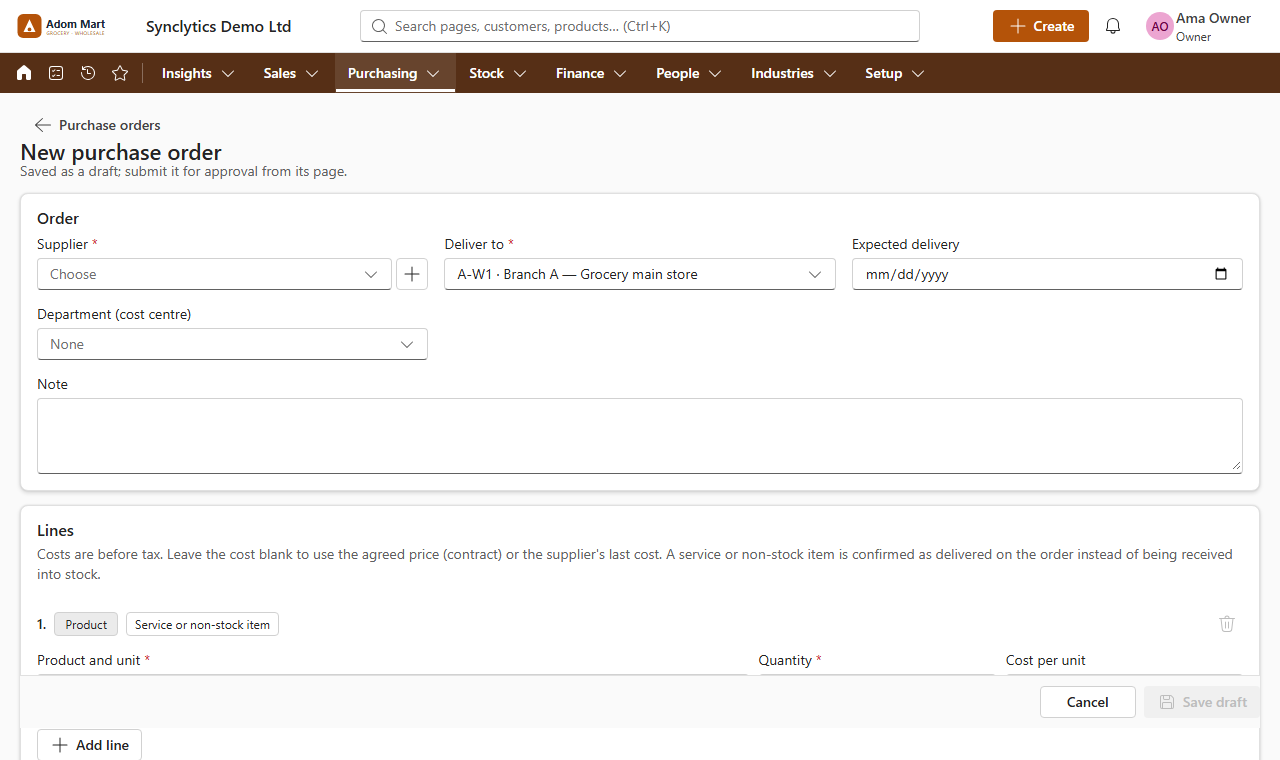 Adom Mart
GROCERY · WHOLESALE
Synclytics Demo Ltd
Search pages, customers, products... (Ctrl+K)
Create
AO
Ama Owner
Owner
Insights
Sales
Purchasing
Stock
Finance
People
Industries
Setup
Purchase orders
New purchase order
Saved as a draft; submit it for approval from its page.
Order
Supplier *
Deliver to *
Expected delivery
Choose
A-W1 · Branch A — Grocery main store
mm/dd/yyyy
Department (cost centre)
None
Note
Lines
Costs are before tax. Leave the cost blank to use the agreed price (contract) or the supplier's last cost. A service or non-stock item is confirmed as delivered on the order instead of being received
into stock.
1.
Product
Service or non-stock item
Product and unit *
Quantity *
Cost per unit
Cancel
Save draft
Add line